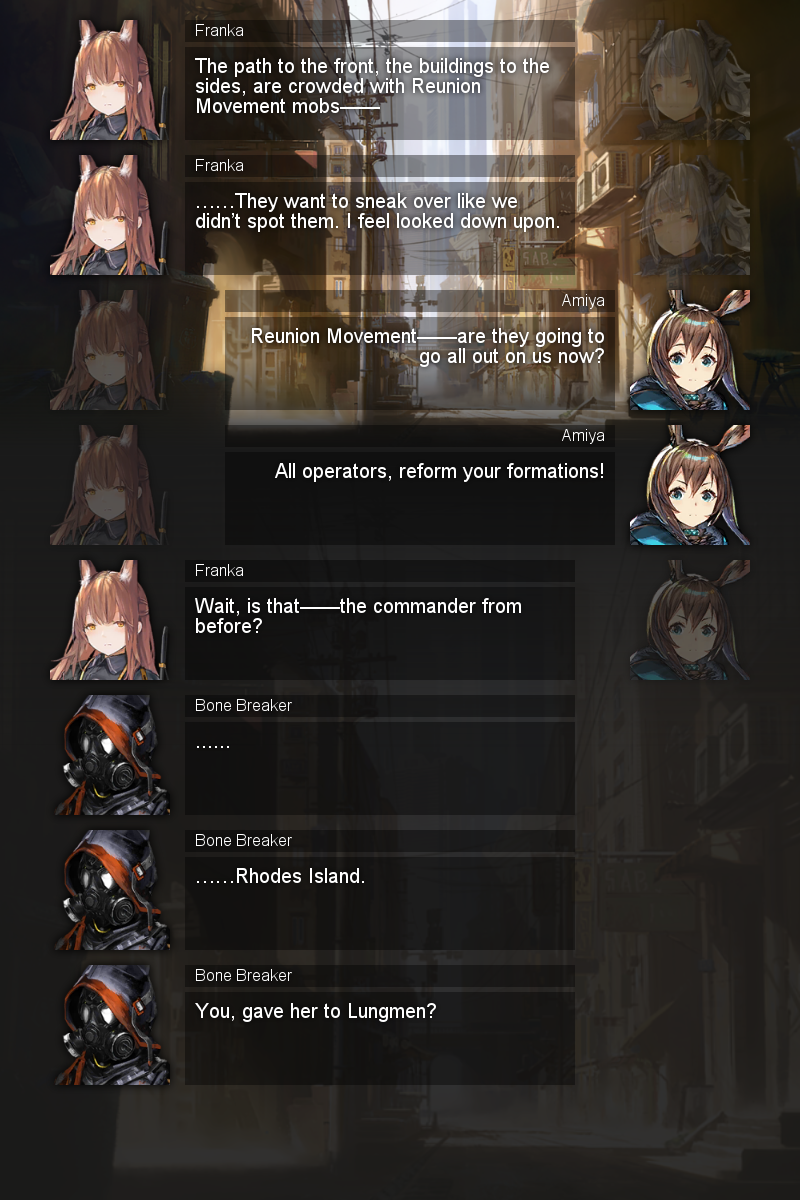 Franka
The path to the front, the buildings to the
sides, are crowded with Reunion
Movement mobs——
Franka
……They want to sneak over like we
didn't spot them. I feel looked down upon.
Amiya
Reunion Movement——are they going to
go all out on us now?
Amiya
All operators, reform your formations!
Franka
Wait, is that——the commander from
before?
Bone Breaker
……
Bone Breaker
……Rhodes Island.
Bone Breaker
You, gave her to Lungmen?